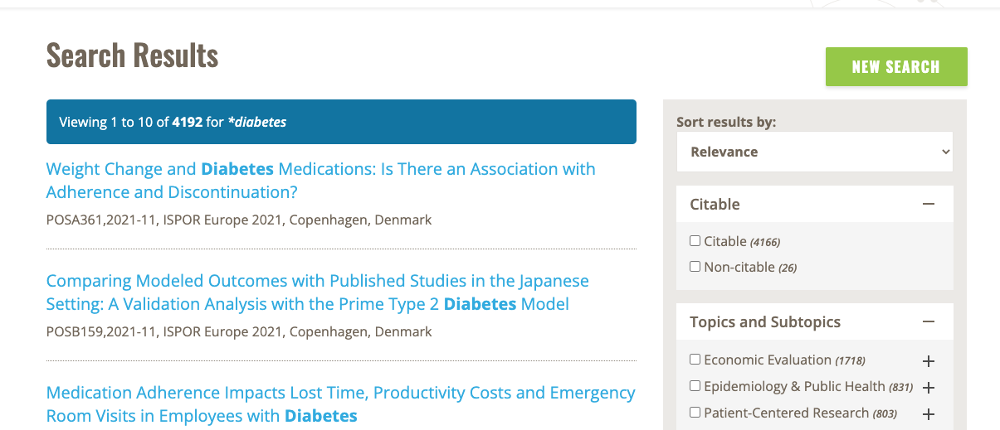 Search Results
NEW SEARCH
Viewing 1 to 10 of 4192 for *diabetes
Weight Change and Diabetes Medications: Is There an Association with
Adherence and Discontinuation?
POSA361,2021-11, ISPOR Europe 2021, Copenhagen, Denmark
Comparing Modeled Outcomes with Published Studies in the Japanese
Setting: A Validation Analysis with the Prime Type 2 Diabetes Model
POSB159,2021-11, ISPOR Europe 2021, Copenhagen, Denmark
Medication Adherence Impacts Lost Time, Productivity Costs and Emergency
Room Visits in Employees with Diabetes
Sort results by:
Relevance
Citable
Citable (4166)
Non-citable (26)
Topics and Subtopics
Economic Evaluation (1718)
Epidemiology & Public Health (831)
Patient-Centered Research (803)